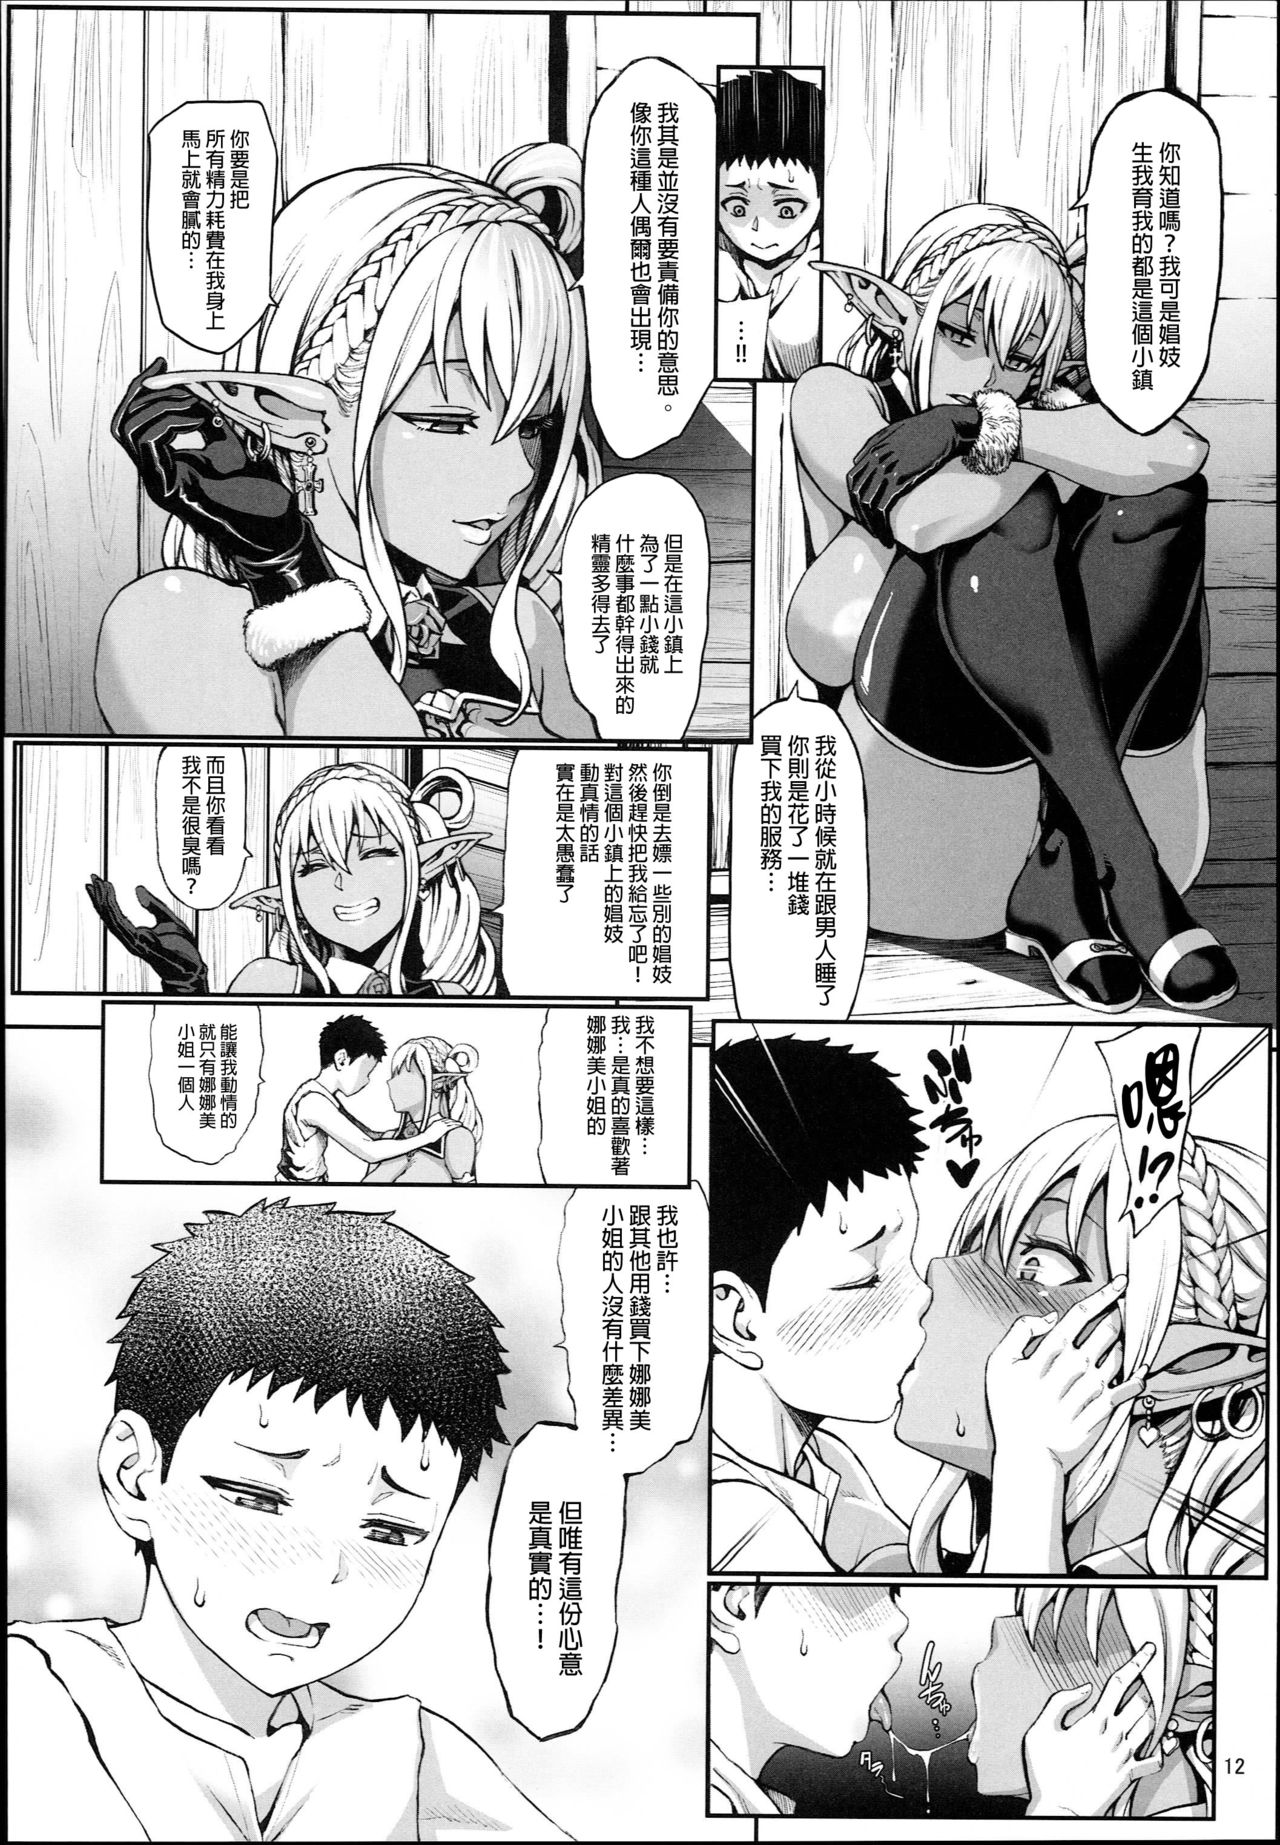 你知道嗎？我可是娼妓
生我育我的都是這個小鎮
…!!
我其是並沒有要責備你的意思。
像你這種人偶爾也會出現…
你要是把
所有精力耗費在我身上
馬上就會膩的…
但是在這小鎮上
為了一點小錢就
什麼事都幹得出來的
精靈多得去了
我從小時候就在跟男人睡了
你則是花了一堆錢
買下我的服務…
你倒是去嫖一些別的娼妓
然後趕快把我給忘了吧！
對這個小鎮上的娼妓
動真情的話
實在是太愚蠢了
而且你看看
我不是很臭嗎？
嗯!?
ぶちゅ♥
んちゅ…
タラ
我不想要這樣…
我…是真的喜歡著
娜娜美小姐的
能讓我動情的
就只有娜娜美
小姐一個人
我也許…
跟其他用錢買下娜娜美
小姐的人沒有什麼差異…
但唯有這份心意
是真實的…！
12